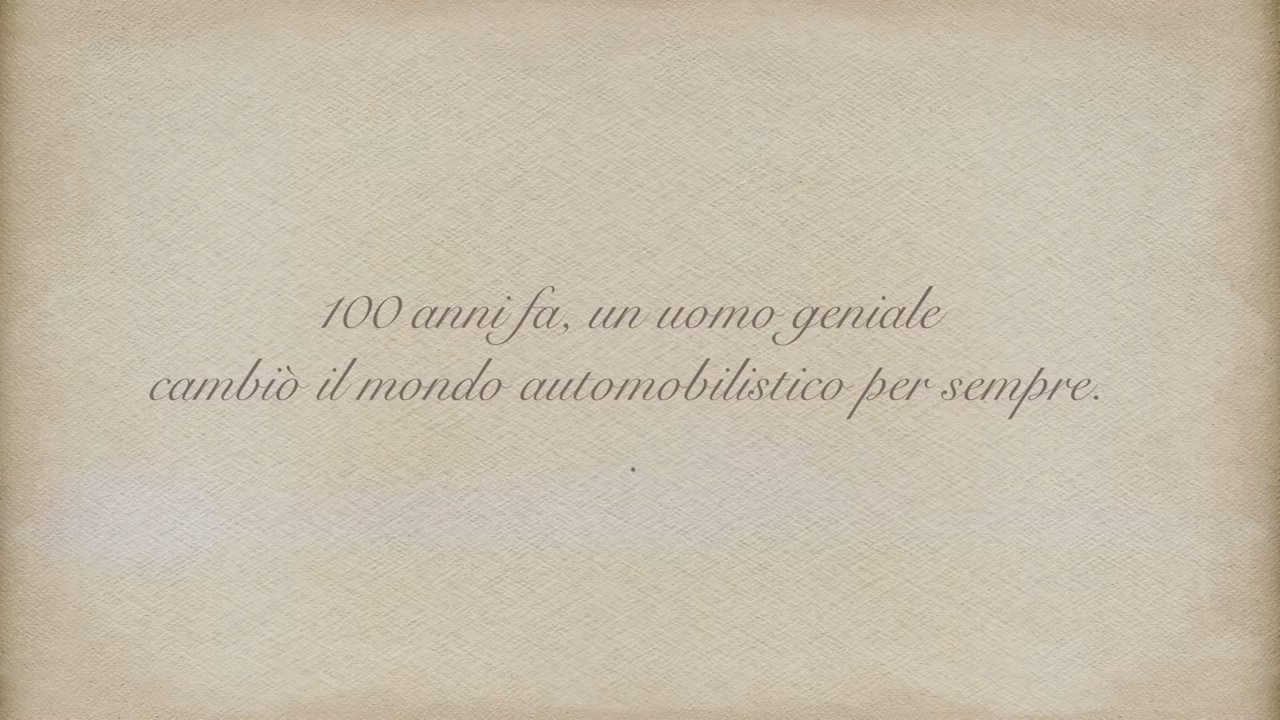 100 anni fa, un uomo geniale
cambiò il mondo automobilistico per sempre.
.